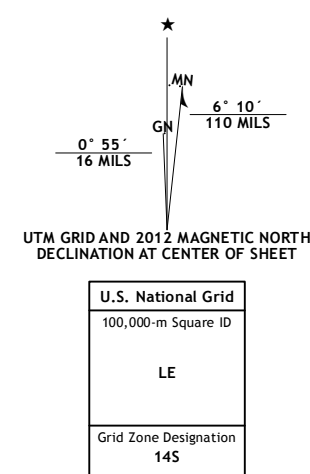 ★
MN
GN
6° 10´
110 MILS
0° 55´
16 MILS
UTM GRID AND 2012 MAGNETIC NORTH
DECLINATION AT CENTER OF SHEET
U.S. National Grid
100,000-m Square ID
LE
Grid Zone Designation
14S